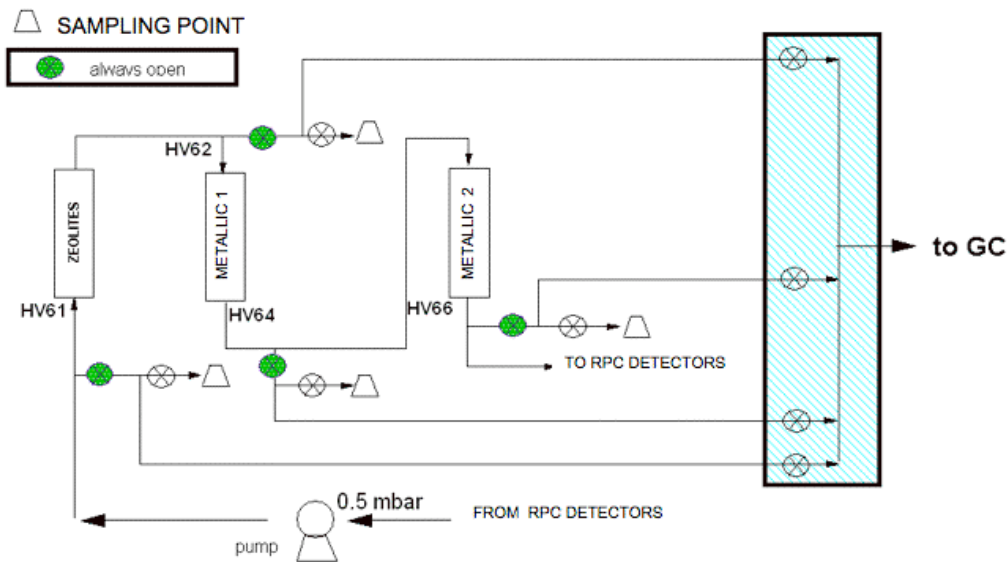 SAMPLING POINT
always open
HV62
ZEOLITES
METALLIC 1
METALLIC 2
to GC
HV61
HV64
HV66
TO RPC DETECTORS
0.5 mbar
FROM RPC DETECTORS
pump